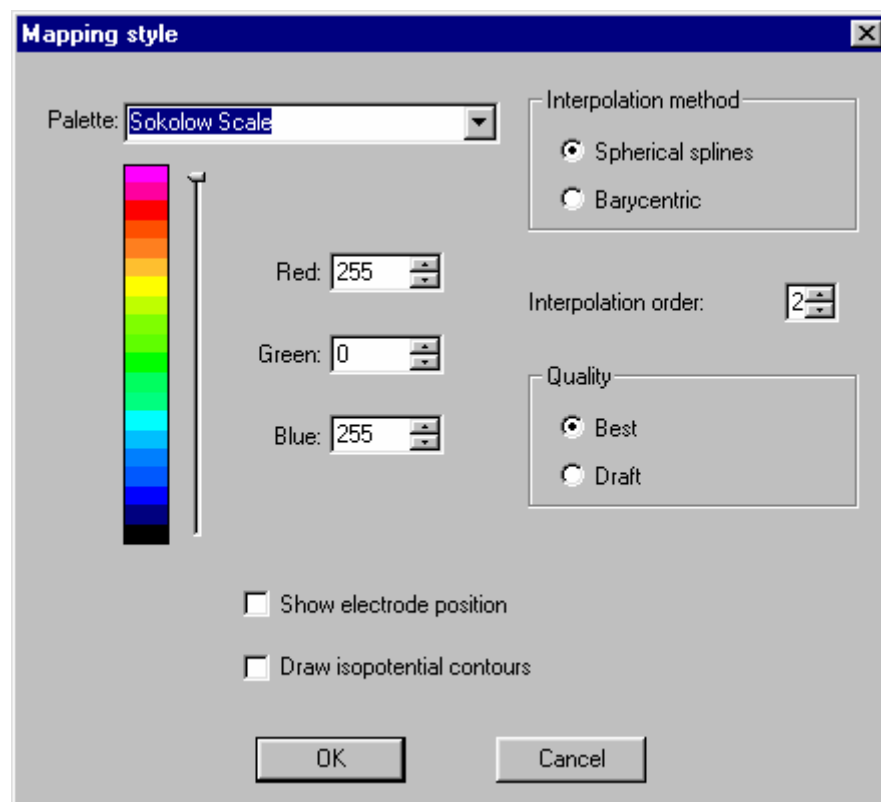 Mapping style
Palette: Sokolow Scale
Interpolation method
Spherical splines
Barycentric
Red: 255
Interpolation order: 2
Green: 0
Quality
Blue: 255
Best
Draft
Show electrode position
Draw isopotential contours
OK Cancel